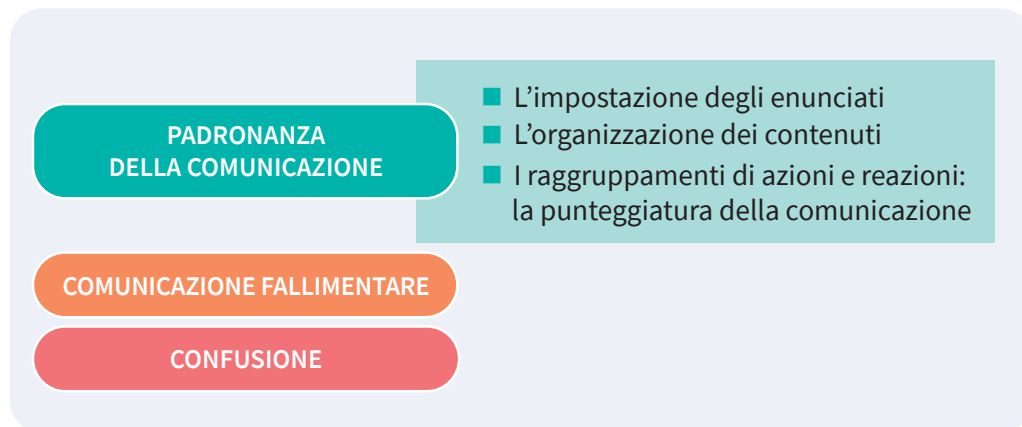 PADRONANZA
DELLA COMUNICAZIONE
L'impostazione degli enunciati
L'organizzazione dei contenuti
I raggruppamenti di azioni e reazioni:
la punteggiatura della comunicazione
COMUNICAZIONE FALLIMENTARE
CONFUSIONE